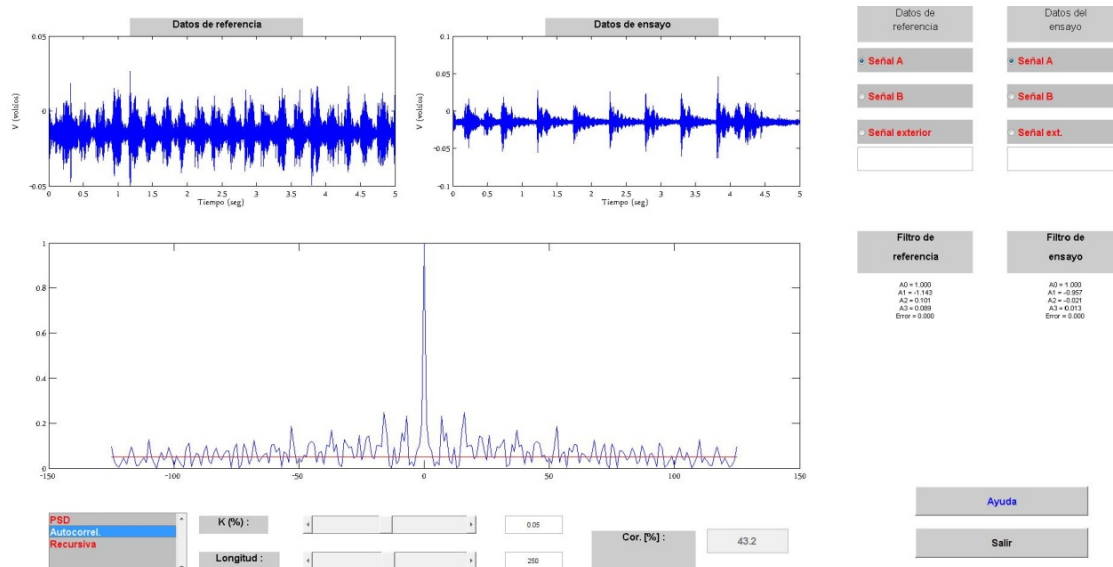 Datos de referencia
0.05
0
-0.05
V (voltios)
0 0.5 1 1.5 2 2.5 3 3.5 4 4.5 5
Tiempo (seg)
Datos de ensayo
0.1
0.05
0
-0.05
-0.1
V (voltios)
0 0.5 1 1.5 2 2.5 3 3.5 4 4.5 5
Tiempo (seg)
Datos de
referencia
Señal A
Señal B
Señal exterior
Datos del
ensayo
Señal A
Señal B
Señal ext.
1
0.8
0.6
0.4
0.2
0
-150 -100 -50 0 50 100 150
Filtro de
referencia
A0 = 1.000
A1 = -1.143
A2 = 0.101
A3 = 0.089
Error = 0.000
Filtro de
ensayo
A0 = 1.000
A1 = -0.957
A2 = -0.021
A3 = 0.013
Error = 0.000
PSD
Autocorrel.
Recursiva
K (%) :
0.05
Longitud :
250
Cor. [%] :
43.2
Ayuda
Salir